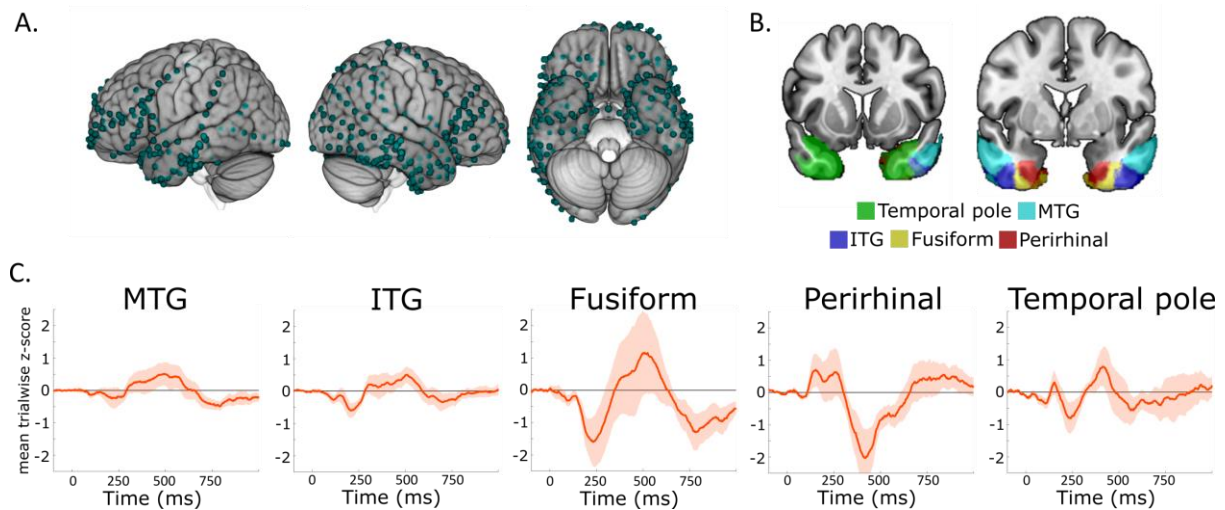 A.
B.
Temporal pole MTG
ITG Fusiform Perirhinal
C.
MTG ITG Fusiform Perirhinal Temporal pole
mean trialwise z-score
2
1
0
-1
-2
0 250 500 750
Time (ms)
2
1
0
-1
-2
0 250 500 750
Time (ms)
2
1
0
-1
-2
0 250 500 750
Time (ms)
2
1
0
-1
-2
0 250 500 750
Time (ms)
2
1
0
-1
-2
0 250 500 750
Time (ms)